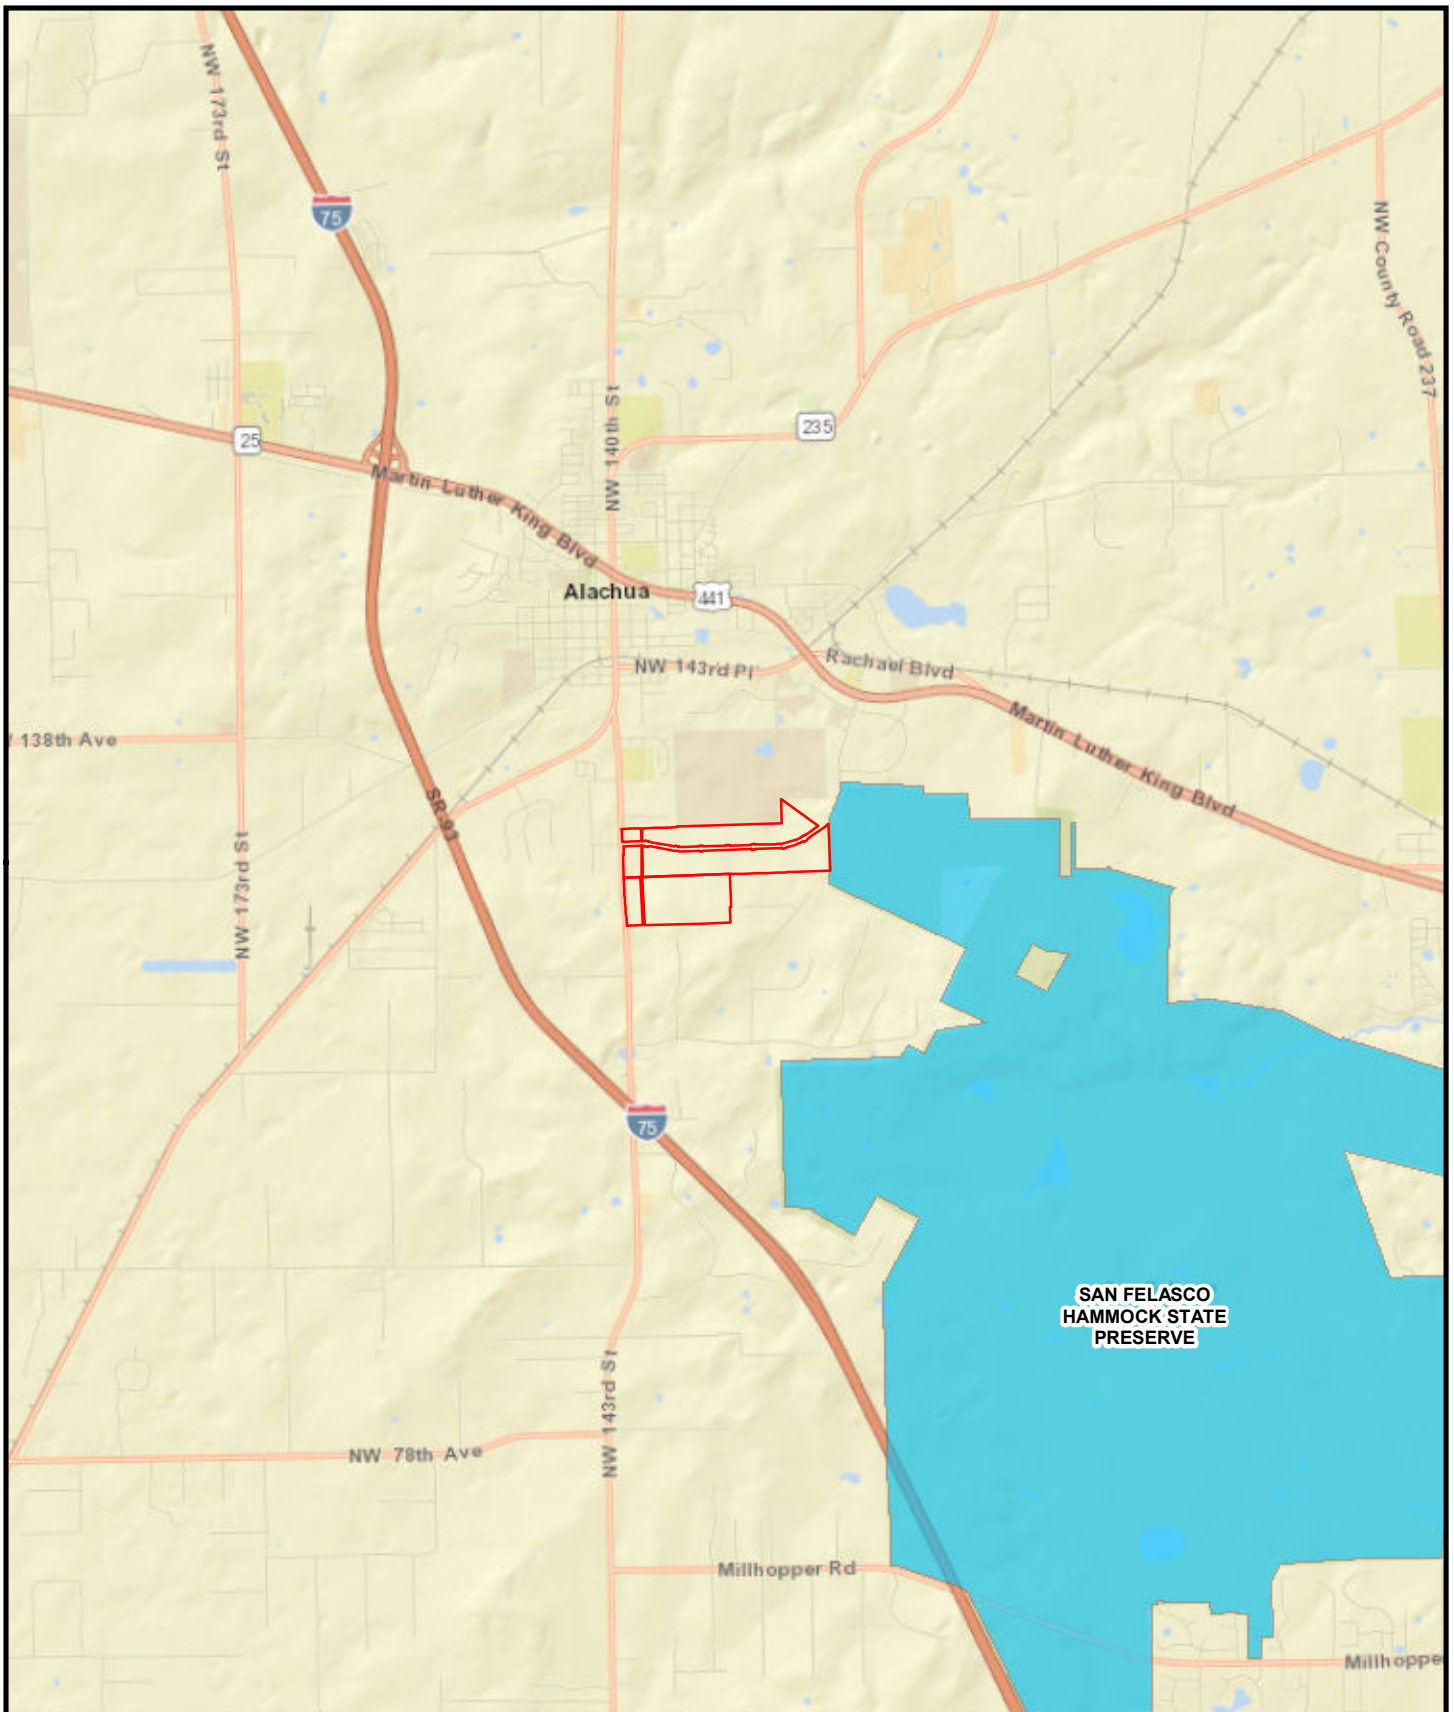 NW 173rd St
75
NW County Road 237
NW 140th St
235
25
Martin Luther King Blvd
Alachua
441
NW 143rd Pl
Rachael Blvd
Martin Luther King Blvd
138th Ave
SR 93
NW 173rd St
75
SAN FELASCO
HAMMOCK STATE
PRESERVE
NW 143rd St
NW 78th Ave
Millhopper Rd
Millhoppe